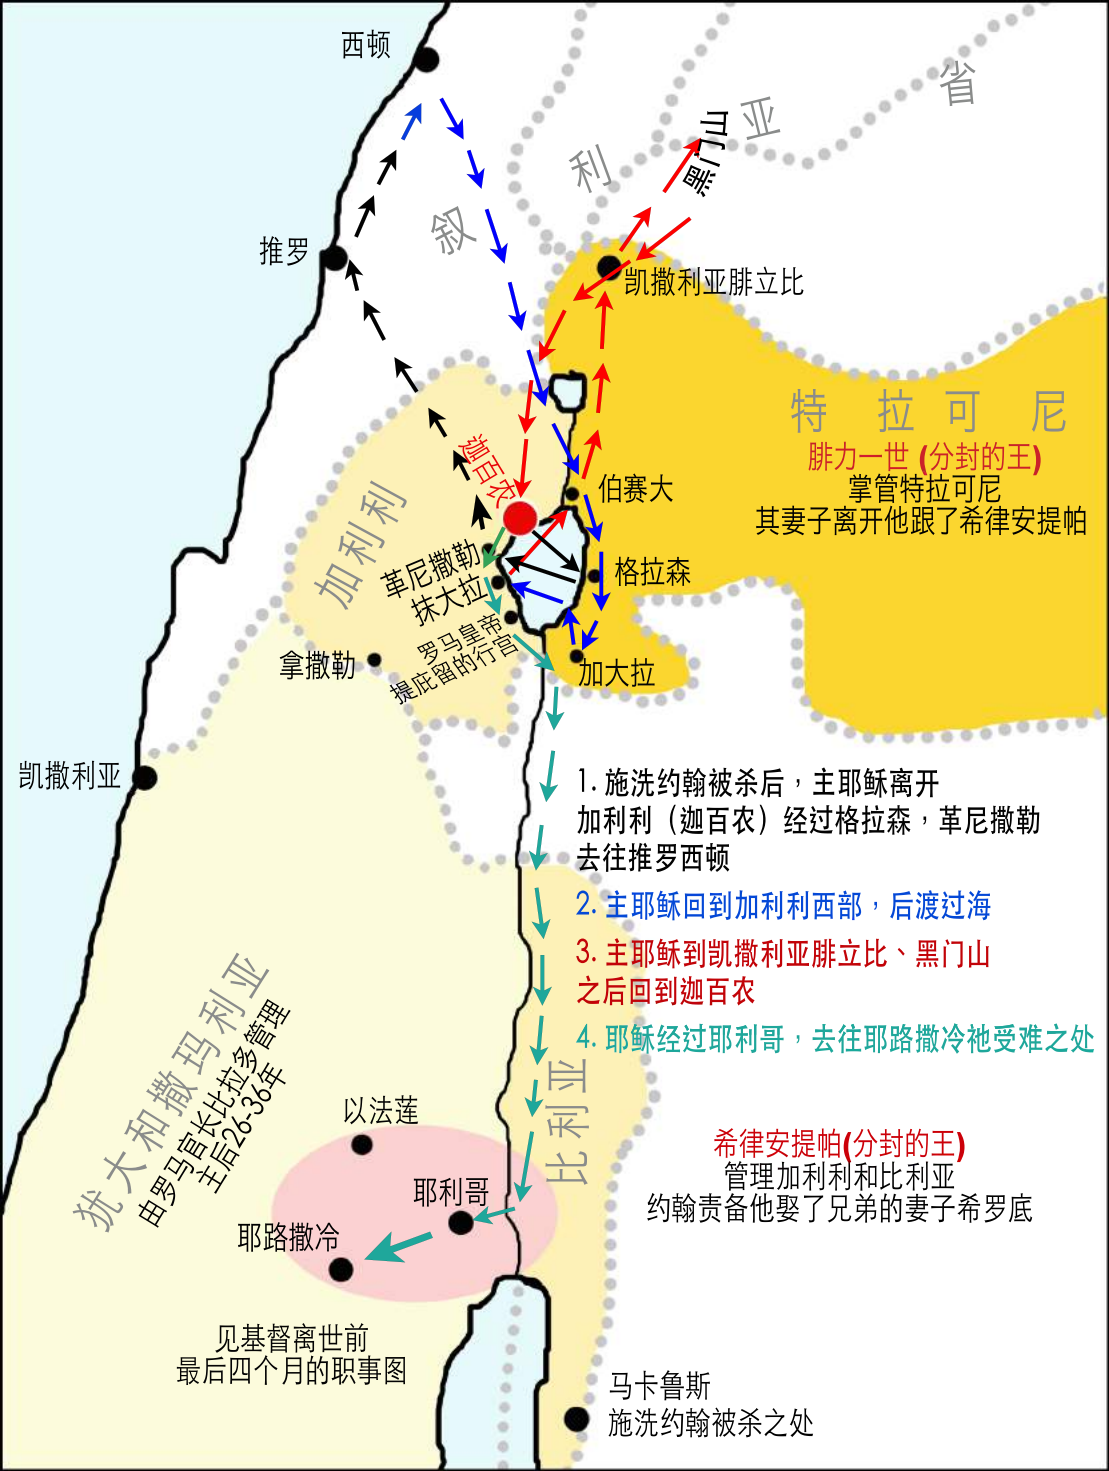 西顿
省
亚
黑门山
利
叙
推罗
凯撒利亚腓立比
特拉可尼
腓力一世 (分封的王)
掌管特拉可尼
其妻子离开他跟了希律安提帕
迦百农
伯赛大
加利利
革尼撒勒
抹大拉
格拉森
罗马皇帝
提庇留的行宫
拿撒勒
加大拉
凯撒利亚
1. 施洗约翰被杀后，主耶稣离开
加利利（迦百农）经过格拉森，革尼撒勒
去往推罗西顿
2. 主耶稣回到加利利西部，后渡过海
3. 主耶稣到凯撒利亚腓立比、黑门山
之后回到迦百农
4. 耶稣经过耶利哥，去往耶路撒冷祂受难之处
犹大和撒玛利亚
由罗马官长比拉多管理
主后26-36年
比利亚
以法莲
希律安提帕(分封的王)
管理加利利和比利亚
约翰责备他娶了兄弟的妻子希罗底
耶利哥
耶路撒冷
见基督离世前
最后四个月的职事图
马卡鲁斯
施洗约翰被杀之处